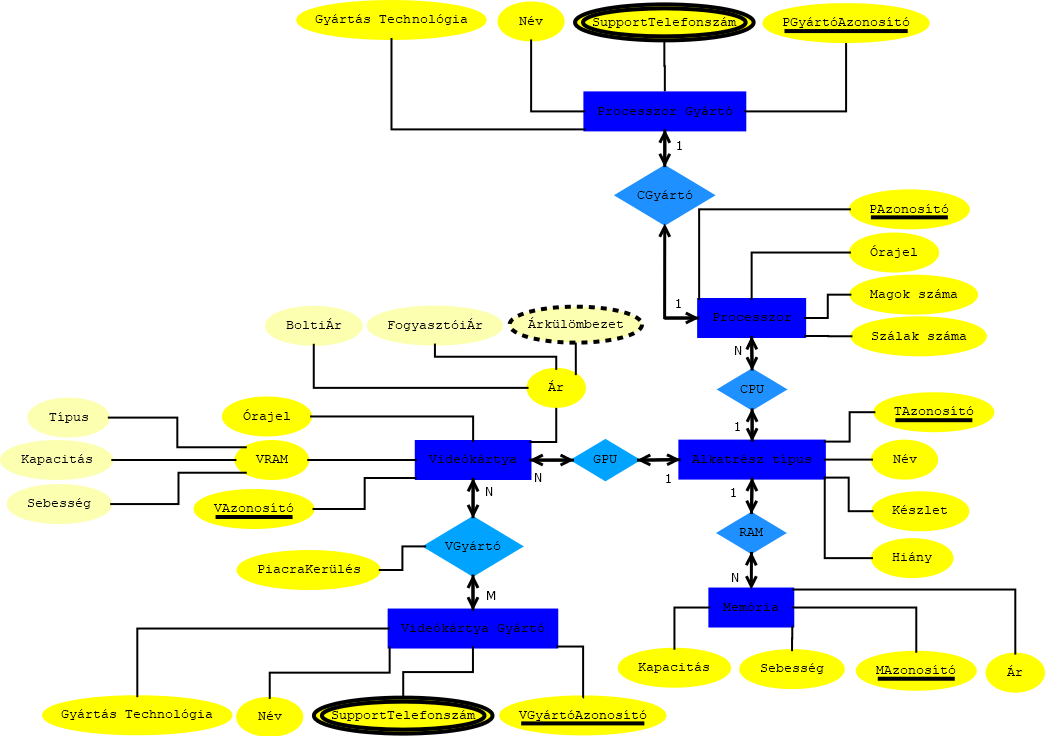 Gyártás Technológia
Név
SupportTelefonszám
PGyártóAzonosító
Processzor Gyártó
1
CGyártó
PAzonosító
Órajel
Magok száma
1
Processzor
BoltiÁr
FogyasztóiÁr
Árkülömbezet
Szálak száma
N
Ár
CPU
Típus
Órajel
TAzonosító
1
Kapacitás
VRAM
Videókártya
GPU
Alkatrész típus
Név
N
1
Sebesség
VAzonosító
N
1
Készlet
RAM
VGyártó
Hiány
PiacraKerülés
N
M
Memória
Videókártya Gyártó
Kapacitás
Sebesség
MAzonosító
Ár
Gyártás Technológia
Név
SupportTelefonszám
VGyártóAzonosító